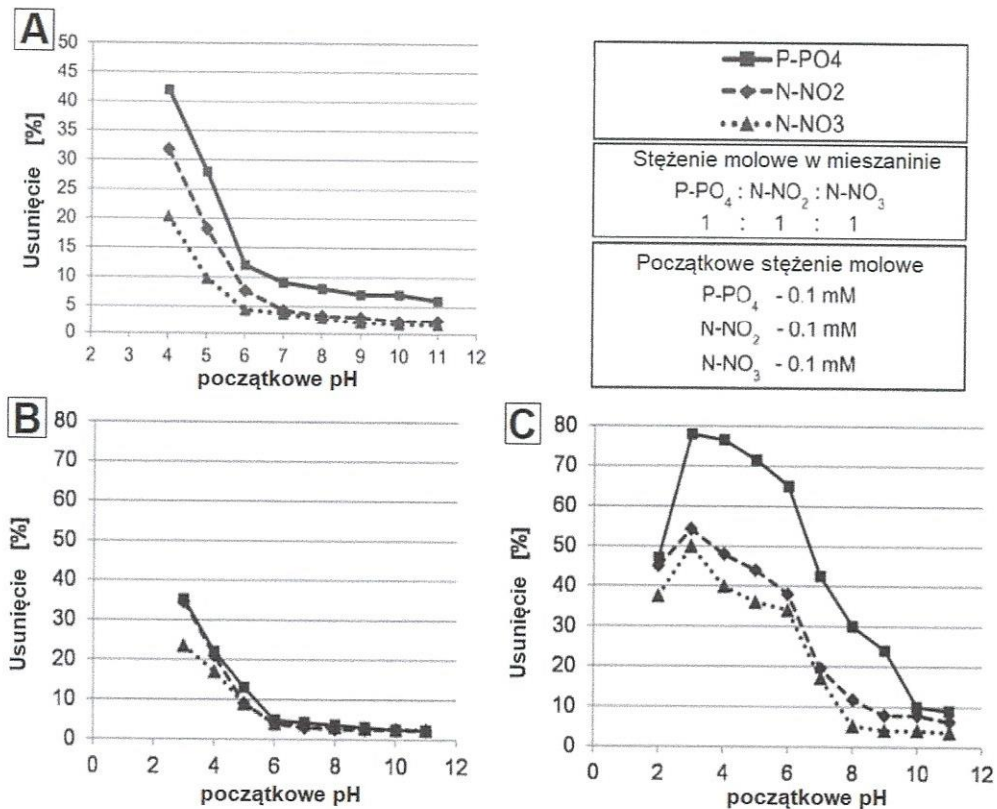 A
50
45
40
35
30
25
20
15
10
5
0
Usunięcie [%]
2 3 4 5 6 7 8 9 10 11 12
początkowe pH
P-PO4
N-NO2
N-NO3
Stężenie molowe w mieszaninie
P-PO₄ : N-NO₂ : N-NO₃
1 : 1 : 1
Początkowe stężenie molowe
P-PO₄ - 0.1 mM
N-NO₂ - 0.1 mM
N-NO₃ - 0.1 mM
B
80
70
60
50
40
30
20
10
0
Usunięcie [%]
0 2 4 6 8 10 12
początkowe pH
C
80
70
60
50
40
30
20
10
0
Usunięcie [%]
0 2 4 6 8 10 12
początkowe pH